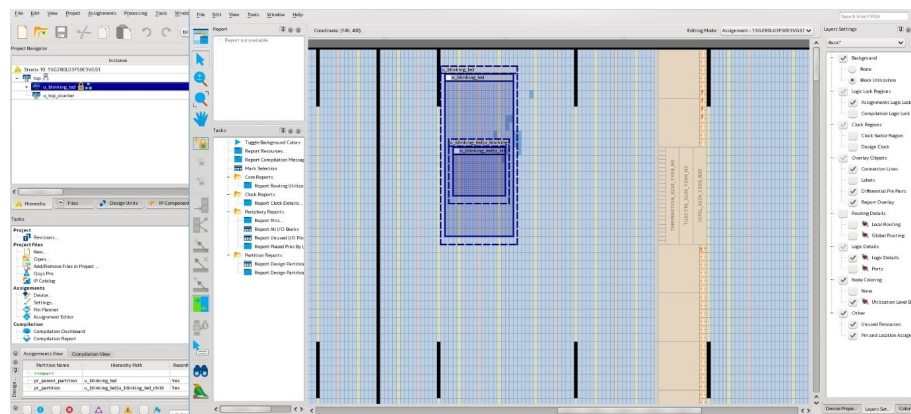 File Edit View Project Assignments Processing Tools Window
Project Navigator
Instance
Stratix 10: 1SG280LU3F50E3VGS1
top
u_blinking_led
u_top_counter
Hierarchy Files Design Units IP Component
Tasks
Project
Revisions...
Project Files
New...
Open...
Add/Remove Files in Project...
Qsys Pro
IP Catalog
Assignments
Device...
Settings...
Pin Planner
Assignment Editor
Compilation
Compilation Dashboard
Compilation Report
Assignments View Compilation View
Partition Name Hierarchy Path
<<new>>
pr_parent_partition u_blinking_led Yes
pr_partition u_blinking_led|u_blinking_led_child Yes
File Edit View Tools Window Help
Report
Report not available
Tasks
Toggle Background Colors
Report Resources...
Report Compilation Messag
Mark Selection
Core Reports
Report Routing Utiliza
Clock Reports
Report Clock Details...
Periphery Reports
Report Pins...
Report All I/O Banks
Report Unused I/O Pin
Report Placed Pins By I
Partition Reports
Report Design Partition
Report Design Partition
Coordinate: (145, 400)
Editing Mode: Assignment - 1SG280LU3F50E3VGS1
u_blinking_led
u_blinking_led
u_blinking_led|u_blinking
u_blinking_led|u_bli
Search Intel FPGA
Layers Settings
Basic*
Background
None
Block Utilization
Logic Lock Regions
Assignments Logic Lock
Compilation Logic Lock
Clock Regions
Clock Sector Region
Design Clock
Overlay Objects
Connection Lines
Labels
Differential Pin Pairs
Report Overlay
Routing Details
Local Routing
Global Routing
Logic Details
Logic Details
Ports
Node Coloring
None
Utilization Level B
Other
Unused Resources
Pin and Location Assign
Device Prope... Layers Set... Color